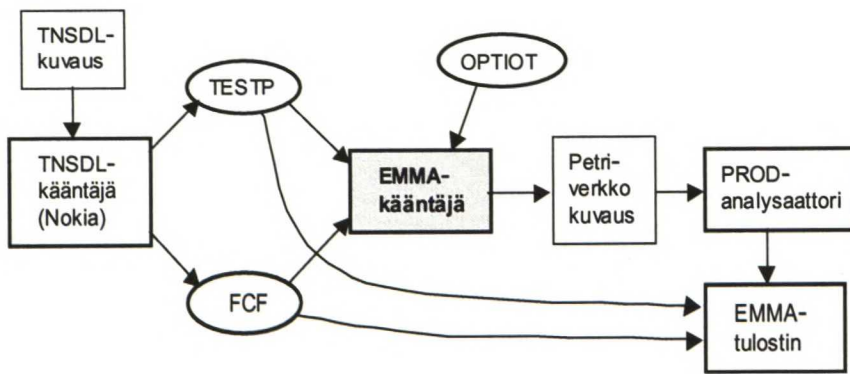 TNSDL-
kuvaus
TESTP
OPTIOT
TNSDL-
kääntäjä
(Nokia)
EMMA-
kääntäjä
Petri-
verkko
kuvaus
PROD-
analysaattori
FCF
EMMA-
tulostin